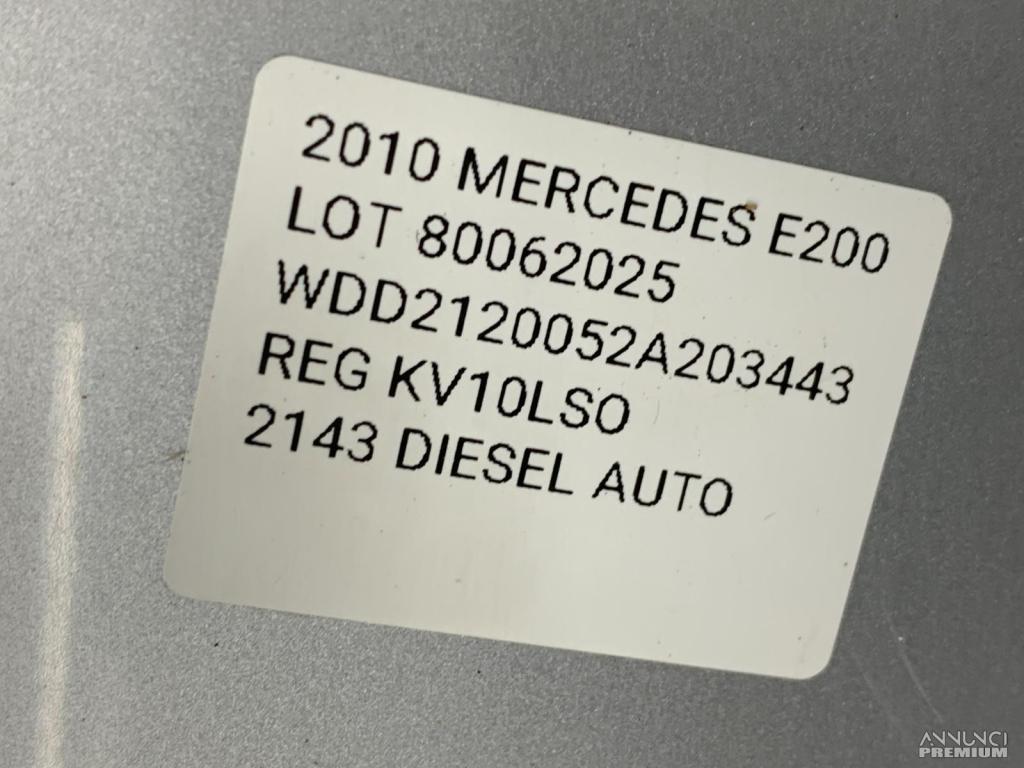 2010 MERCEDES E200
LOT 80062025
WDD2120052A203443
REG KV10LSO
2143 DIESEL AUTO
ANNUNCI
PREMIUM